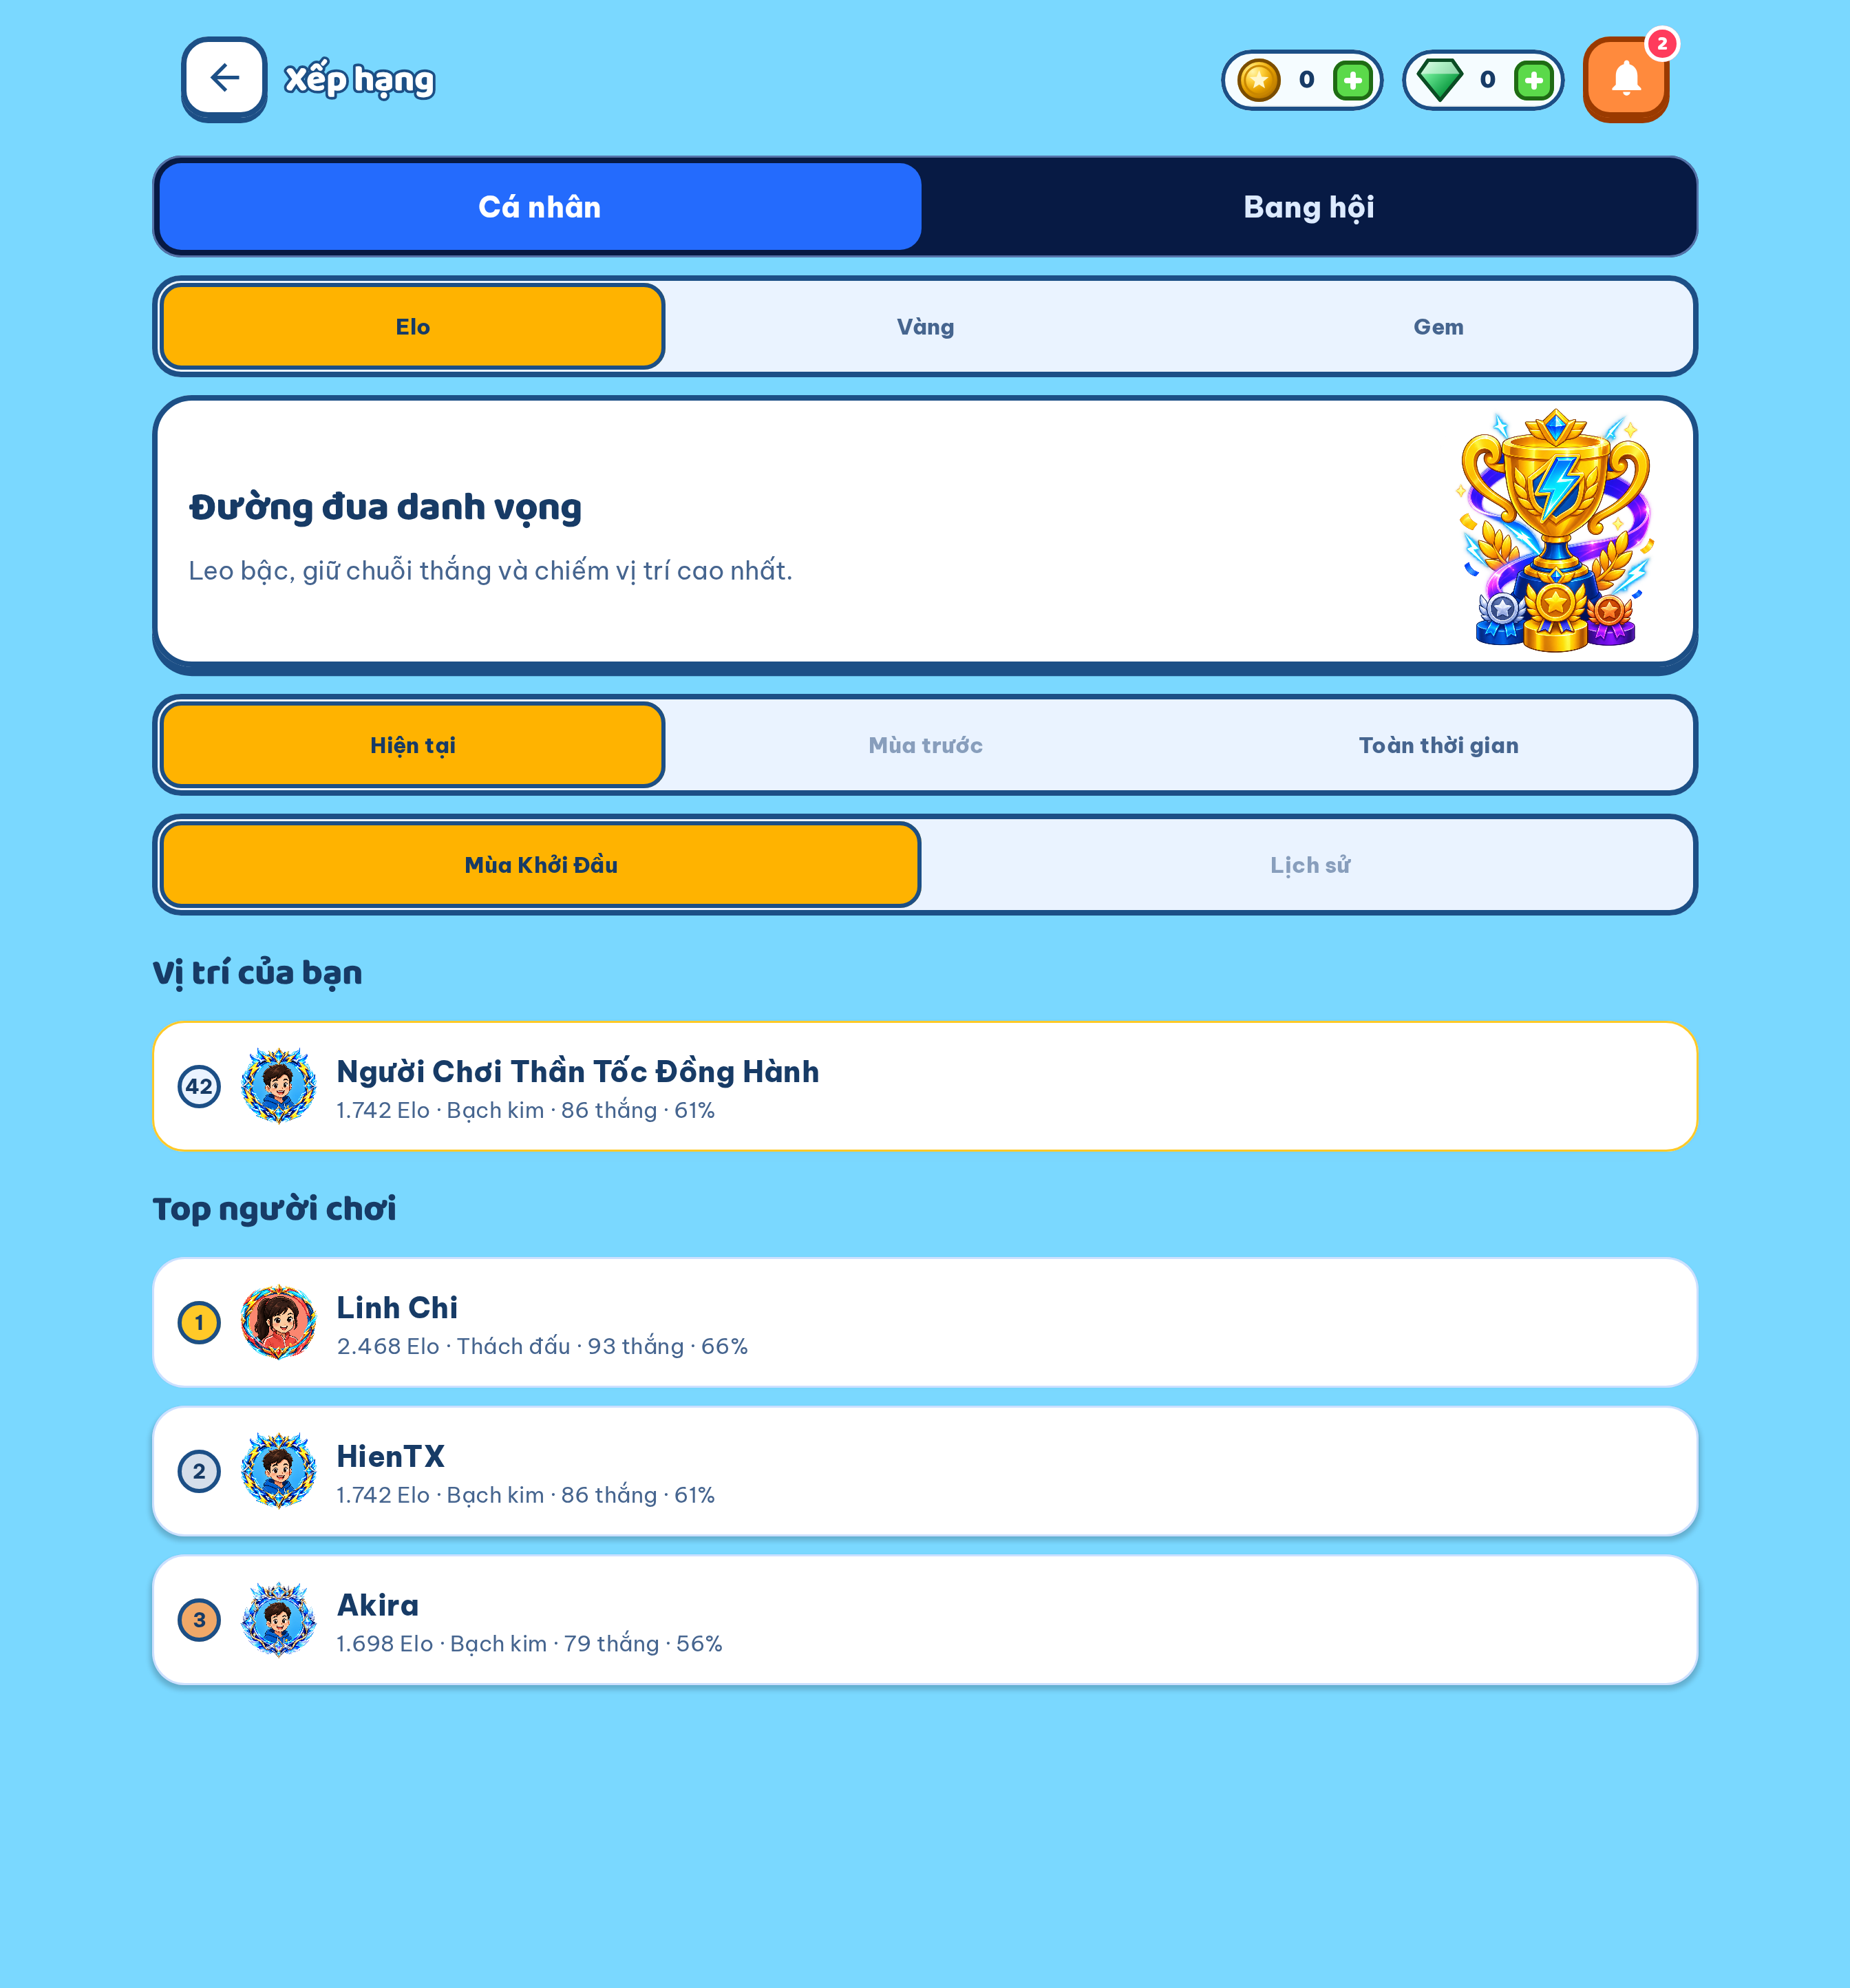 Xếp hạng
0
0
2
Cá nhân
Bang hội
Elo
Vàng
Gem
Đường đua danh vọng
Leo bậc, giữ chuỗi thắng và chiếm vị trí cao nhất.
Hiện tại
Mùa trước
Toàn thời gian
Mùa Khởi Đầu
Lịch sử
Vị trí của bạn
42
Người Chơi Thần Tốc Đồng Hành
1.742 Elo · Bạch kim · 86 thắng · 61%
Top người chơi
1
Linh Chi
2.468 Elo · Thách đấu · 93 thắng · 66%
2
HienTX
1.742 Elo · Bạch kim · 86 thắng · 61%
3
Akira
1.698 Elo · Bạch kim · 79 thắng · 56%